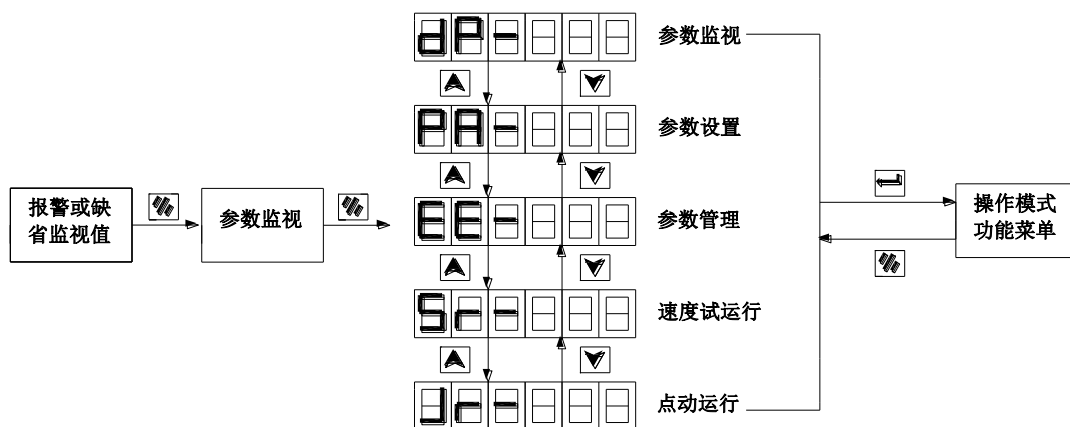 dP-
参数监视
PA-
参数设置
报警或缺
省监视值
参数监视
EE-
参数管理
操作模式
功能菜单
Sr-
速度试运行
Jr-
点动运行